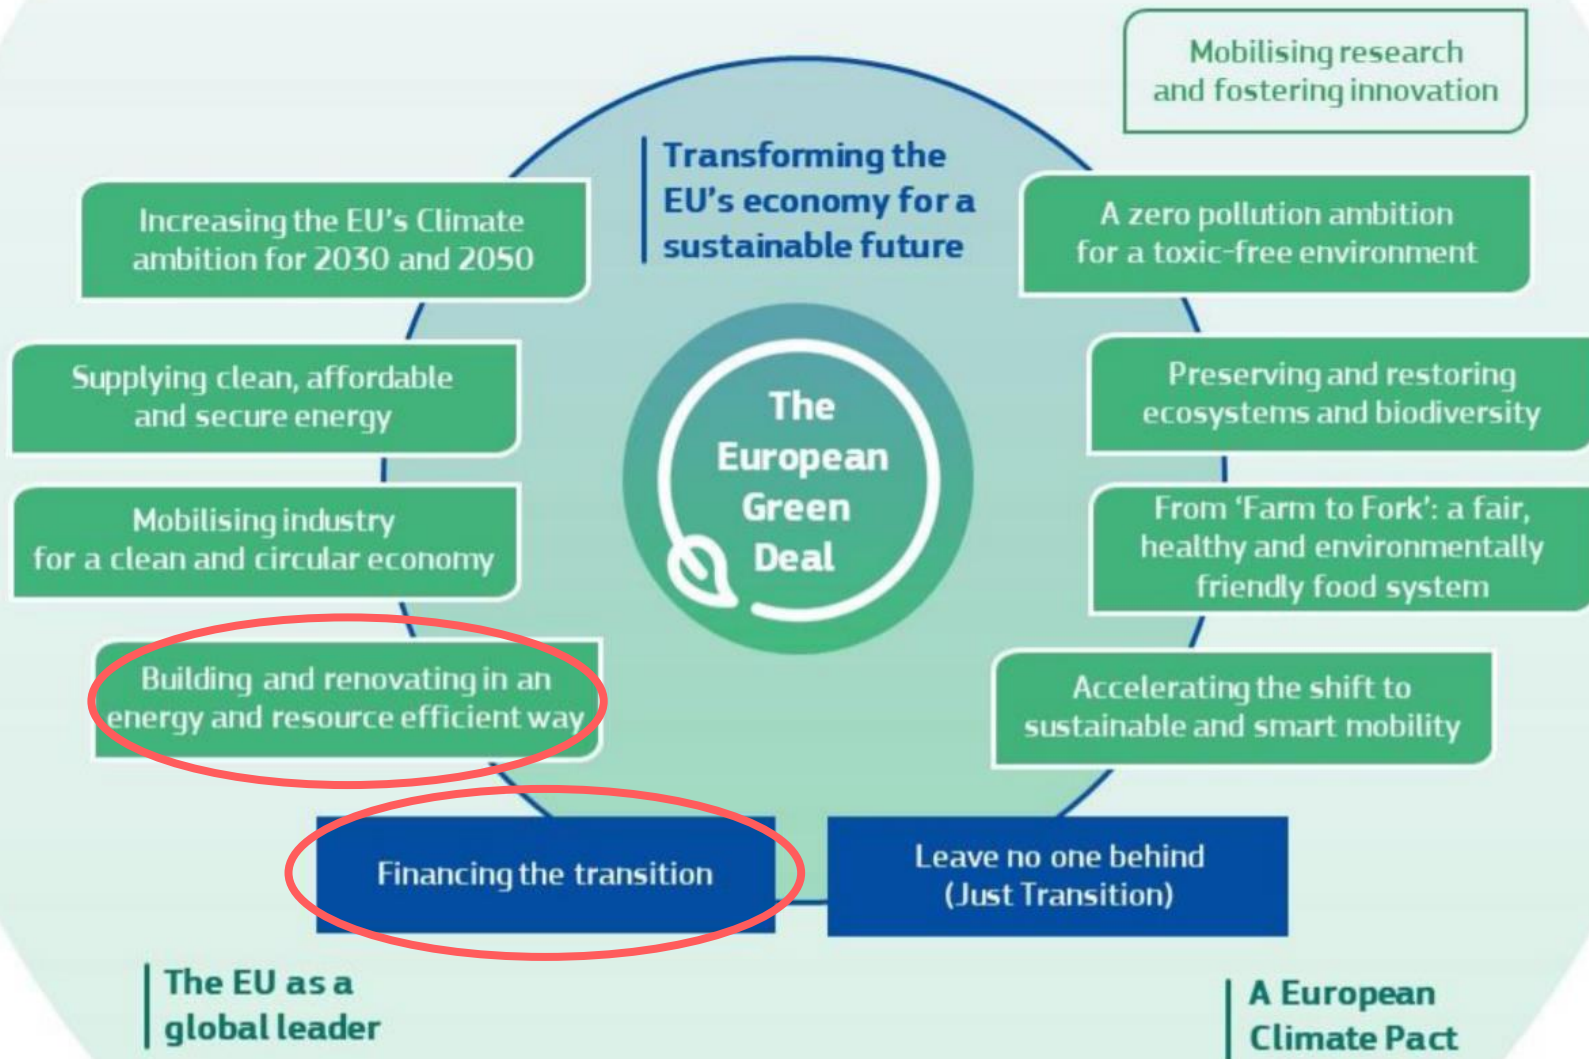 Mobilising research
and fostering innovation
Transforming the
EU's economy for a
sustainable future
Increasing the EU's Climate
ambition for 2030 and 2050
A zero pollution ambition
for a toxic-free environment
Supplying clean, affordable
and secure energy
The
European
Green
Deal
Preserving and restoring
ecosystems and biodiversity
Mobilising industry
for a clean and circular economy
From 'Farm to Fork': a fair,
healthy and environmentally
friendly food system
Building and renovating in an
energy and resource efficient way
Accelerating the shift to
sustainable and smart mobility
Financing the transition
Leave no one behind
(Just Transition)
The EU as a
global leader
A European
Climate Pact